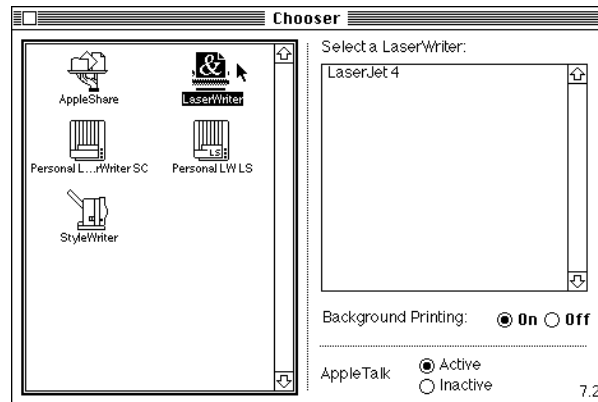 Chooser
AppleShare
LaserWriter
Personal L...rWriter SC
Personal LW LS
LS
StyleWriter
Select a LaserWriter:
LaserJet 4
Background Printing:
On
Off
AppleTalk
Active
Inactive
7.2